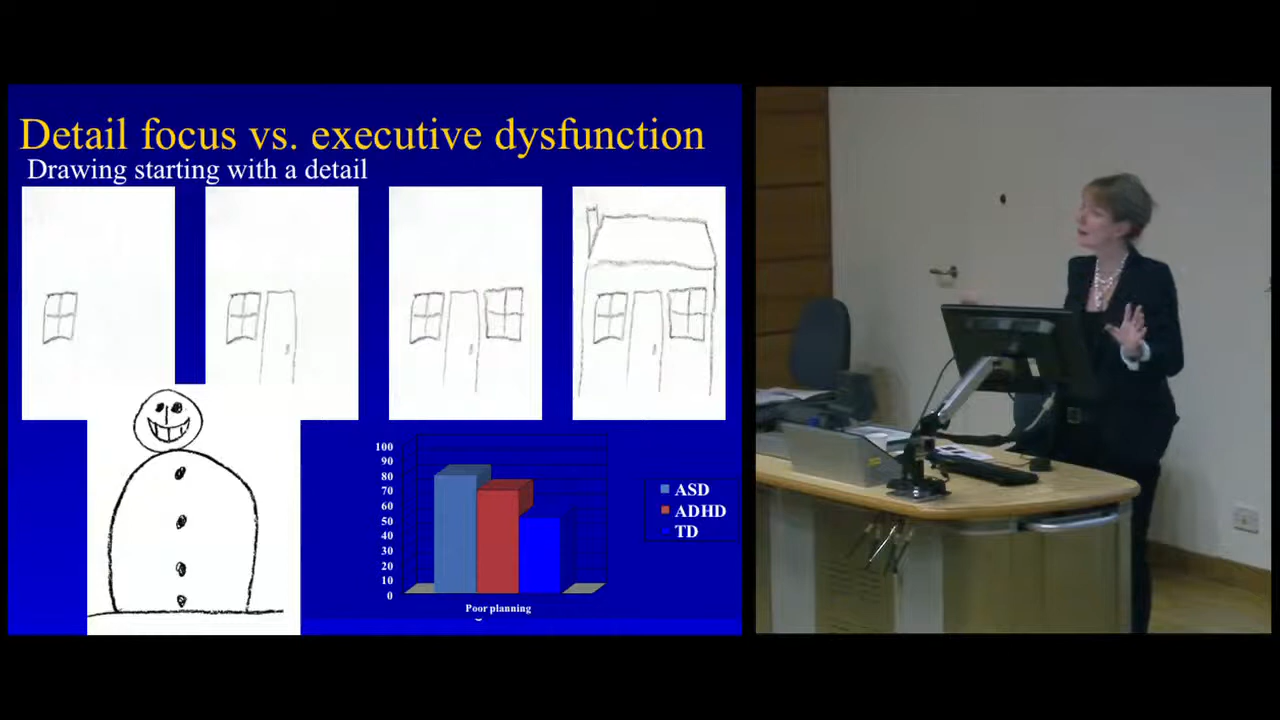 Detail focus vs. executive dysfunction
Drawing starting with a detail
100
90
80
70
60
50
40
30
20
10
0
Poor planning
ASD
ADHD
TD